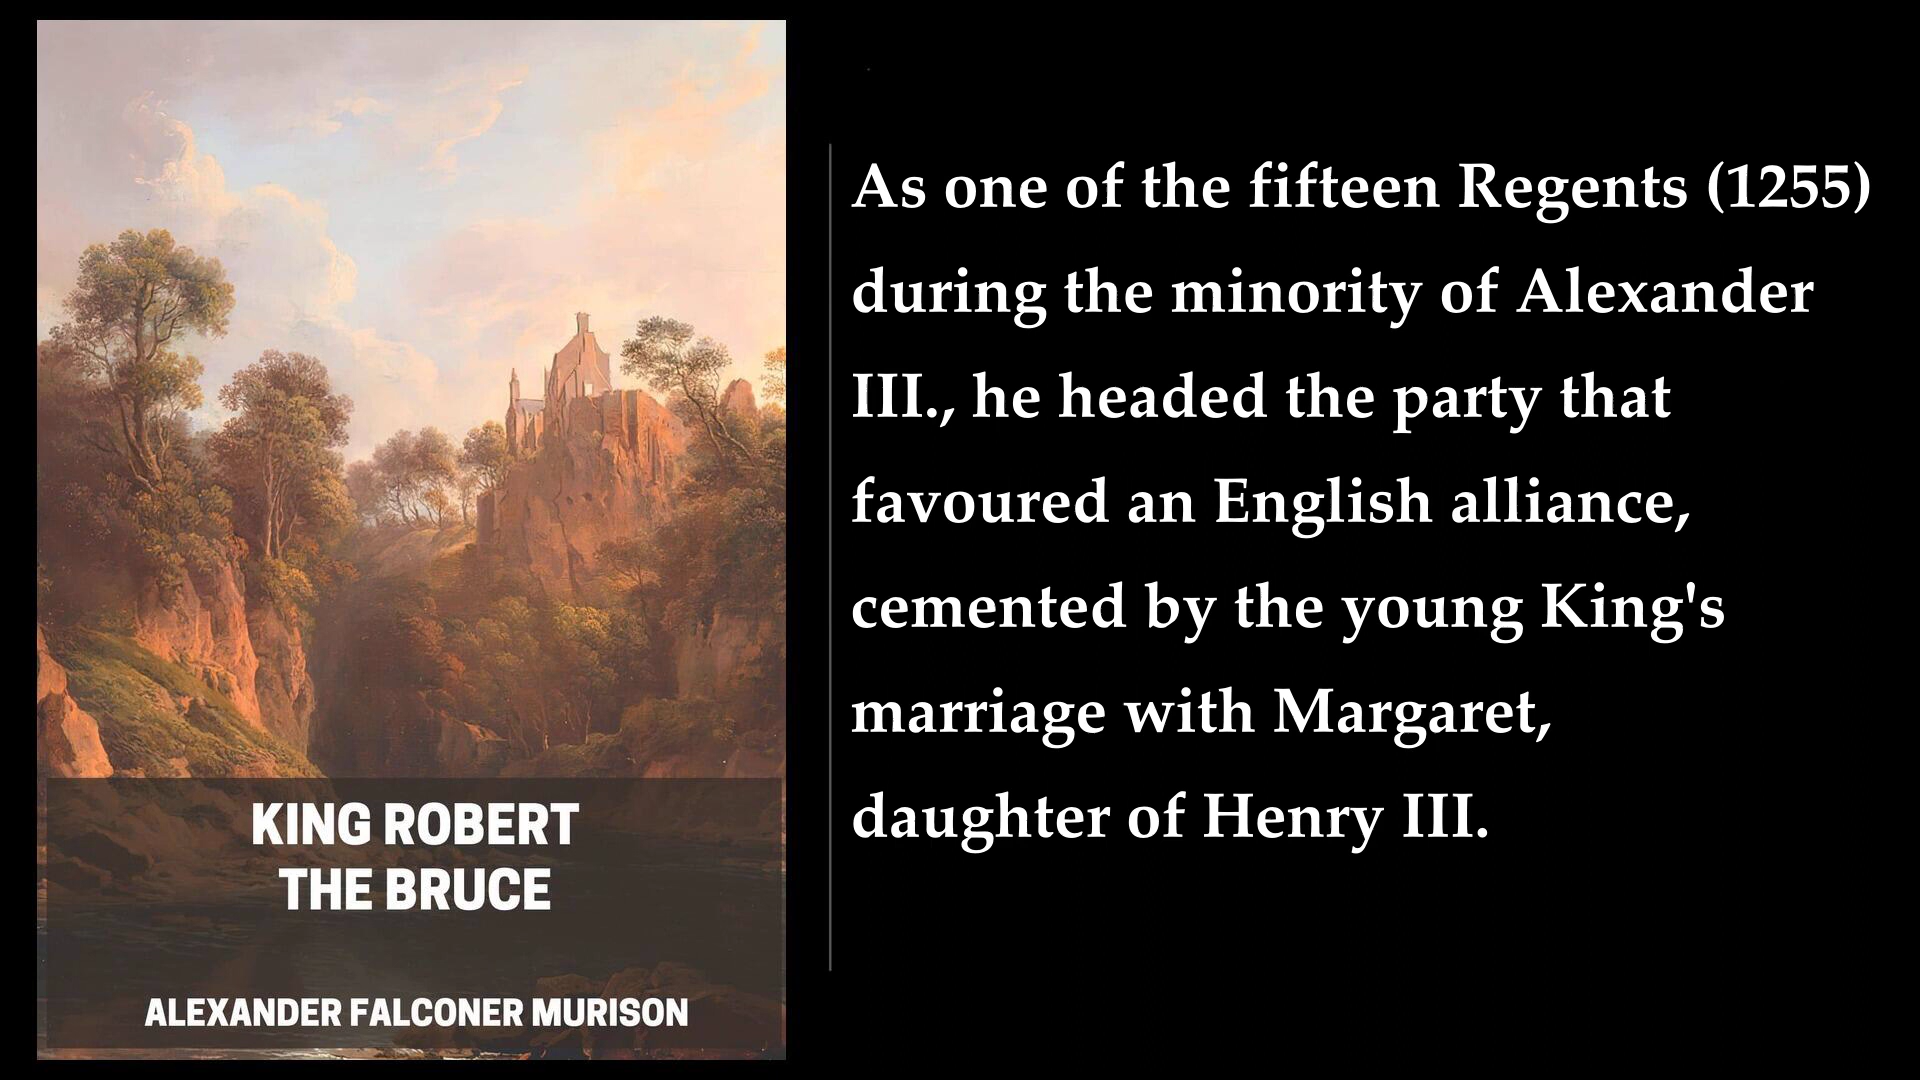 KING ROBERT
THE BRUCE
ALEXANDER FALCONER MURISON
As one of the fifteen Regents (1255)
during the minority of Alexander
III., he headed the party that
favoured an English alliance,
cemented by the young King's
marriage with Margaret,
daughter of Henry III.